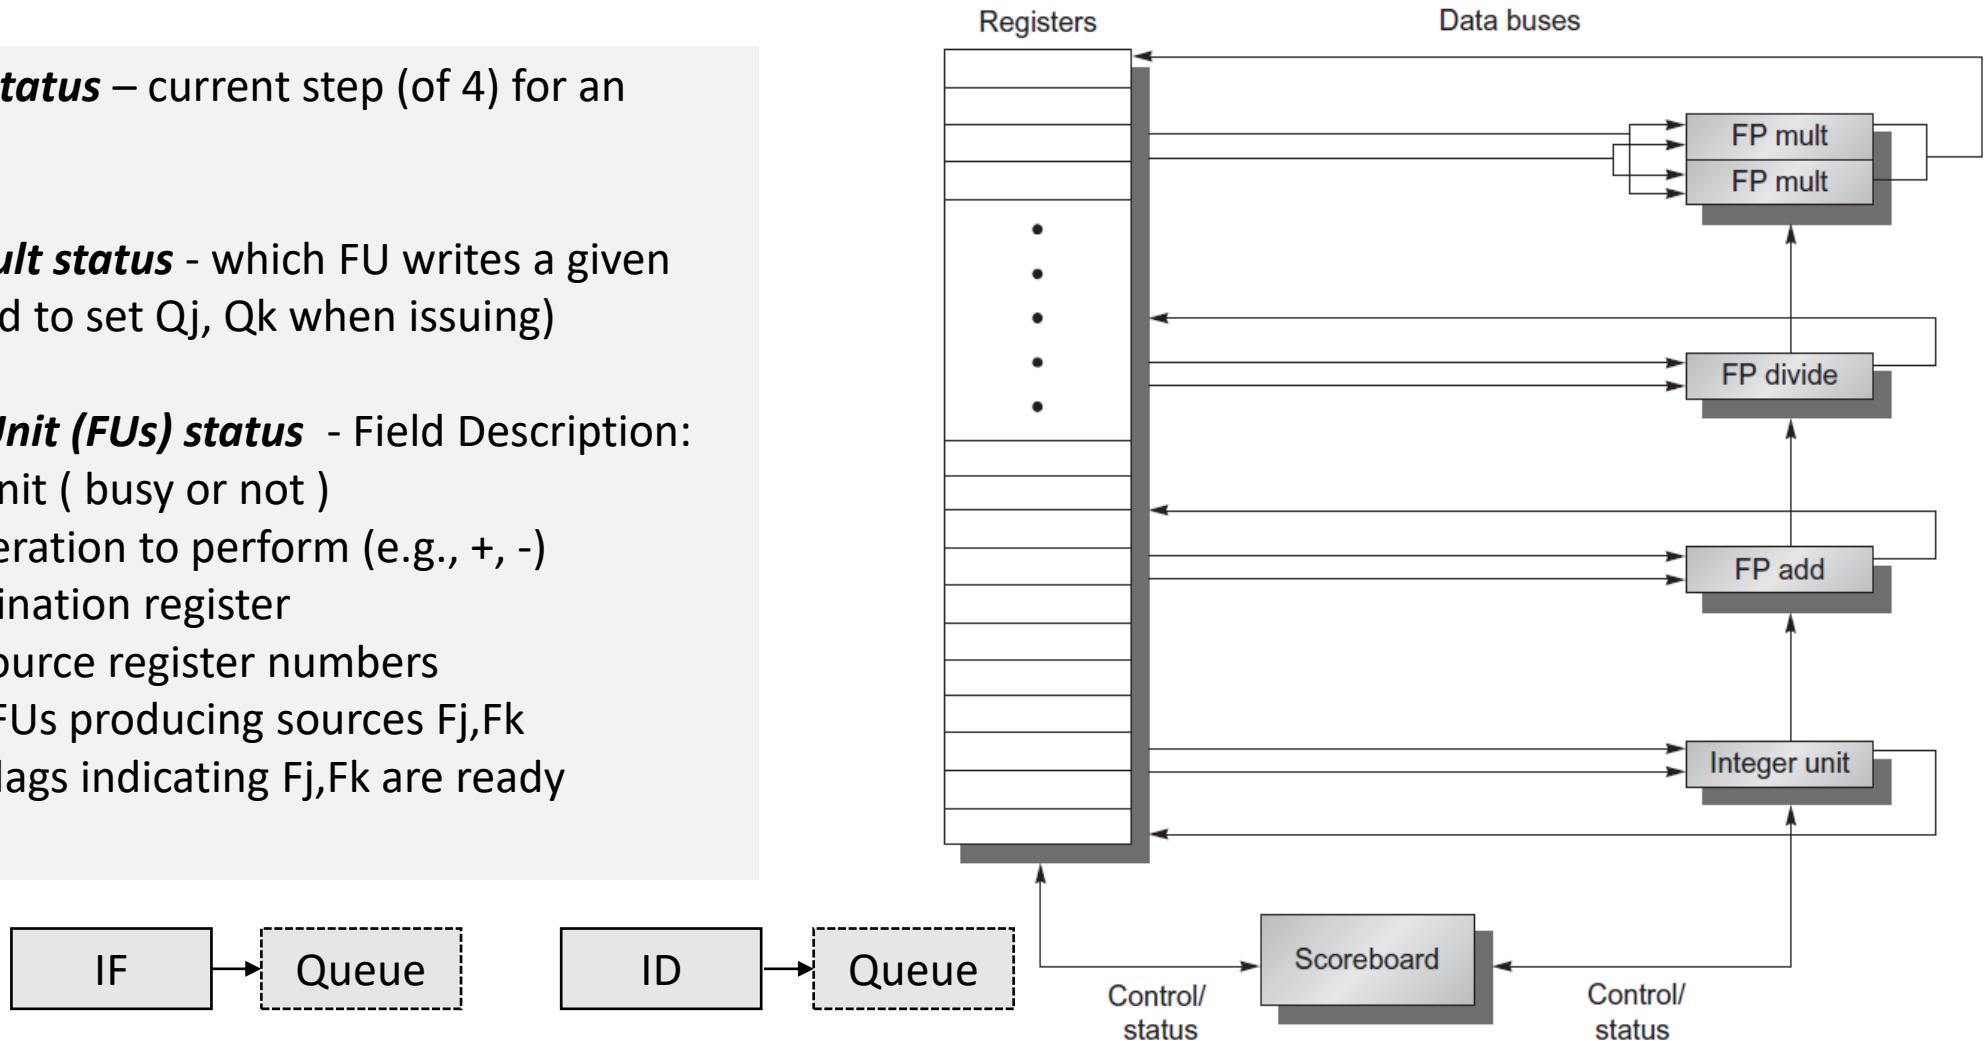 tatus – current step (of 4) for an
ult status - which FU writes a given
d to set Qj, Qk when issuing)
Unit (FUs) status - Field Description:
nit ( busy or not )
eration to perform (e.g., +, -)
ination register
ource register numbers
FUs producing sources Fj,Fk
lags indicating Fj,Fk are ready
IF
Queue
ID
Queue
Registers
Data buses
FP mult
FP mult
FP divide
FP add
Integer unit
Scoreboard
Control/
status
Control/
status